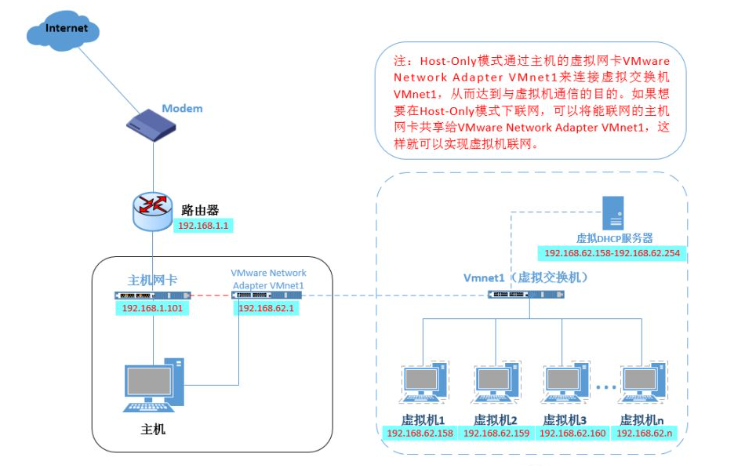 Internet
Modem
注：Host-Only模式通过主机的虚拟网卡VMware
Network Adapter VMnet1来连接虚拟交换机
VMnet1，从而达到与虚拟机通信的目的。如果想
要在Host-Only模式下联网，可以将能联网的主机
网卡共享给VMware Network Adapter VMnet1，这
样就可以实现虚拟机联网。
路由器
192.168.1.1
虚拟DHCP服务器
192.168.62.158-192.168.62.254
主机网卡
192.168.1.101
VMware Network
Adapter VMnet1
192.168.62.1
Vmnet1（虚拟交换机）
主机
虚拟机1
192.168.62.158
虚拟机2
192.168.62.159
虚拟机3
192.168.62.160
虚拟机n
192.168.62.n